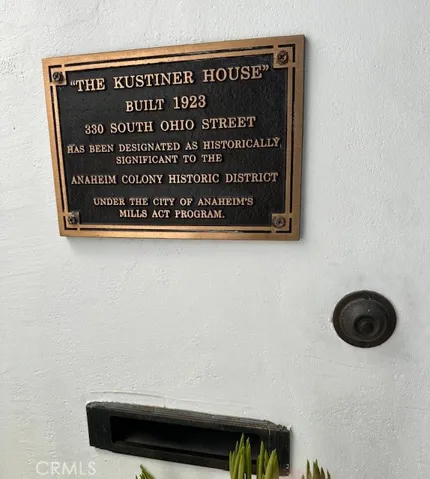 "THE KUSTINER HOUSE"
BUILT 1923
330 SOUTH OHIO STREET
HAS BEEN DESIGNATED AS HISTORICALLY
SIGNIFICANT TO THE
ANAHEIM COLONY HISTORIC DISTRICT
UNDER THE CITY OF ANAHEIM'S
MILLS ACT PROGRAM.
CRMLS